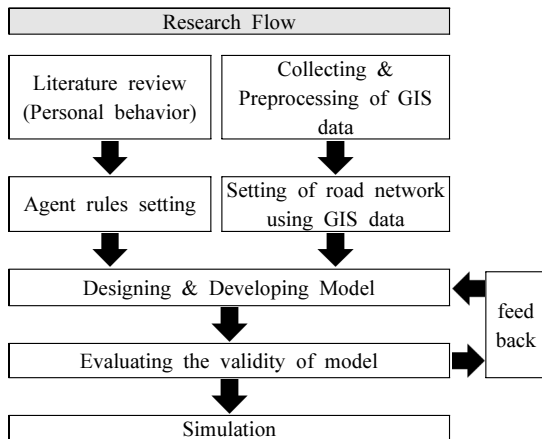 Research Flow
Literature review
(Personal behavior)
Collecting &
Preprocessing of GIS
data
Agent rules setting
Setting of road network
using GIS data
Designing & Developing Model
feed
back
Evaluating the validity of model
Simulation